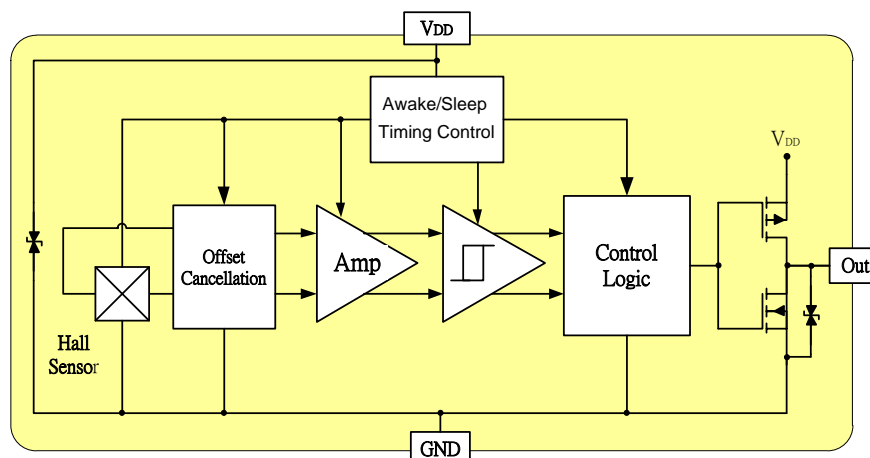 VDD
Awake/Sleep
Timing Control
VDD
Offset
Cancellation
Amp
Control
Logic
Out
Hall
Sensor
GND